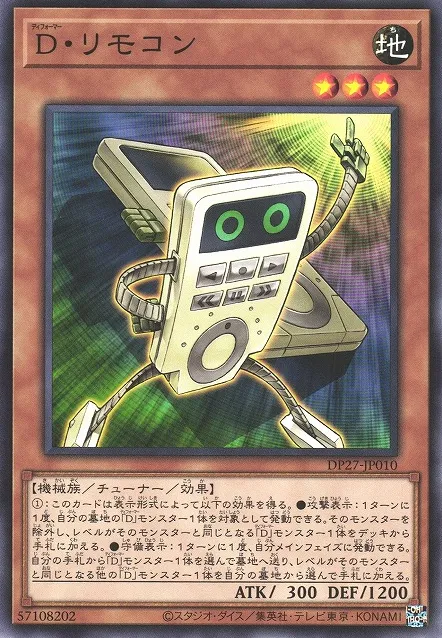 ディフォーマー
D・リモコン
ち
地
DP27-JP010
【機械族／チューナー／効果】
①：このカードは表示形式によって以下の効果を得る。●攻撃表示：1ターンに
1度、自分の墓地の「D」モンスター1体を対象として発動できる。そのモンスターを
除外し、レベルがそのモンスターと同じとなる「D」モンスター1体をデッキから
手札に加える。●守備表示：1ターンに1度、自分メインフェイズに発動できる。
自分の手札から「D」モンスター1体を選んで墓地へ送り、レベルがそのモンスター
と同じとなる他の「D」モンスター1体を自分の墓地から選んで手札に加える。
ATK/ 300 DEF/1200
57108202 ©スタジオ・ダイス／集英社・テレビ東京・KONAMI